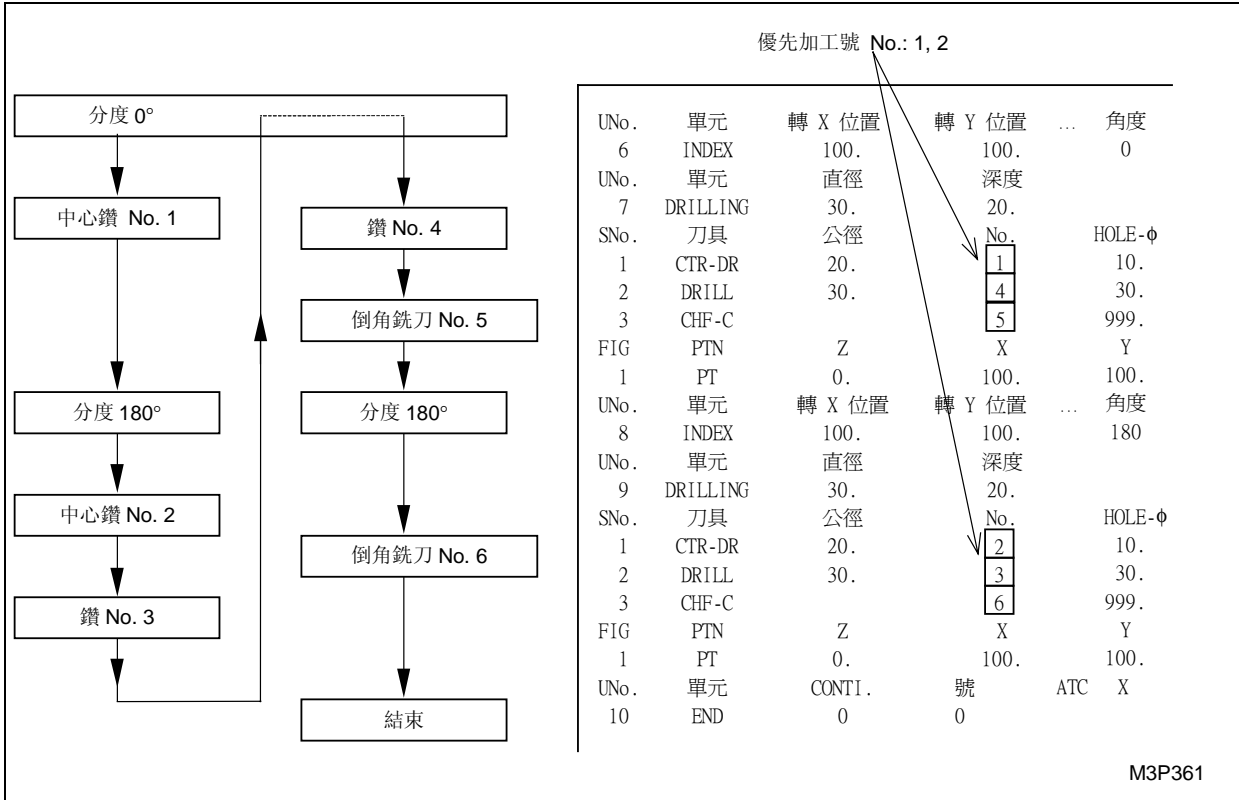 優先加工號 No.: 1, 2
分度 0°
中心鑽 No. 1
分度 180°
中心鑽 No. 2
鑽 No. 3
鑽 No. 4
倒角銑刀 No. 5
分度 180°
倒角銑刀 No. 6
結束
UNo. 單元 轉 X 位置 轉 Y 位置 ... 角度
6 INDEX 100. 100. 0
UNo. 單元 直徑 深度
7 DRILLING 30. 20.
SNo. 刀具 公徑 No. HOLE-ϕ
1 CTR-DR 20. 1 10.
2 DRILL 30. 4 30.
3 CHF-C 5 999.
FIG PTN Z X Y
1 PT 0. 100. 100.
UNo. 單元 轉 X 位置 轉 Y 位置 ... 角度
8 INDEX 100. 100. 180
UNo. 單元 直徑 深度
9 DRILLING 30. 20.
SNo. 刀具 公徑 No. HOLE-ϕ
1 CTR-DR 20. 2 10.
2 DRILL 30. 3 30.
3 CHF-C 6 999.
FIG PTN Z X Y
1 PT 0. 100. 100.
UNo. 單元 CONTI. 號 ATC X
10 END 0 0
M3P361